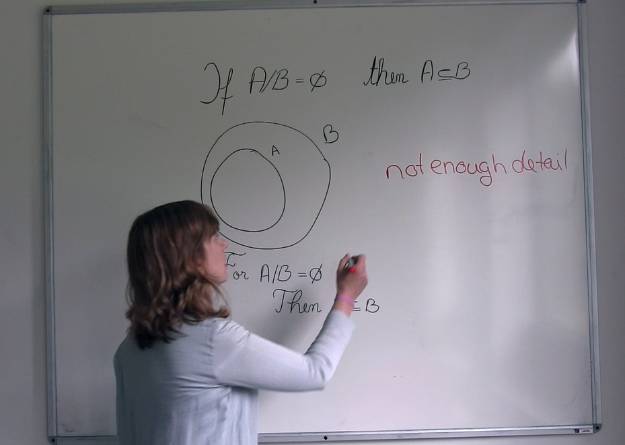 If A/B = ∅ then A⊆B
B
A
not enough detail
For A/B = ∅
Then ⊆ B